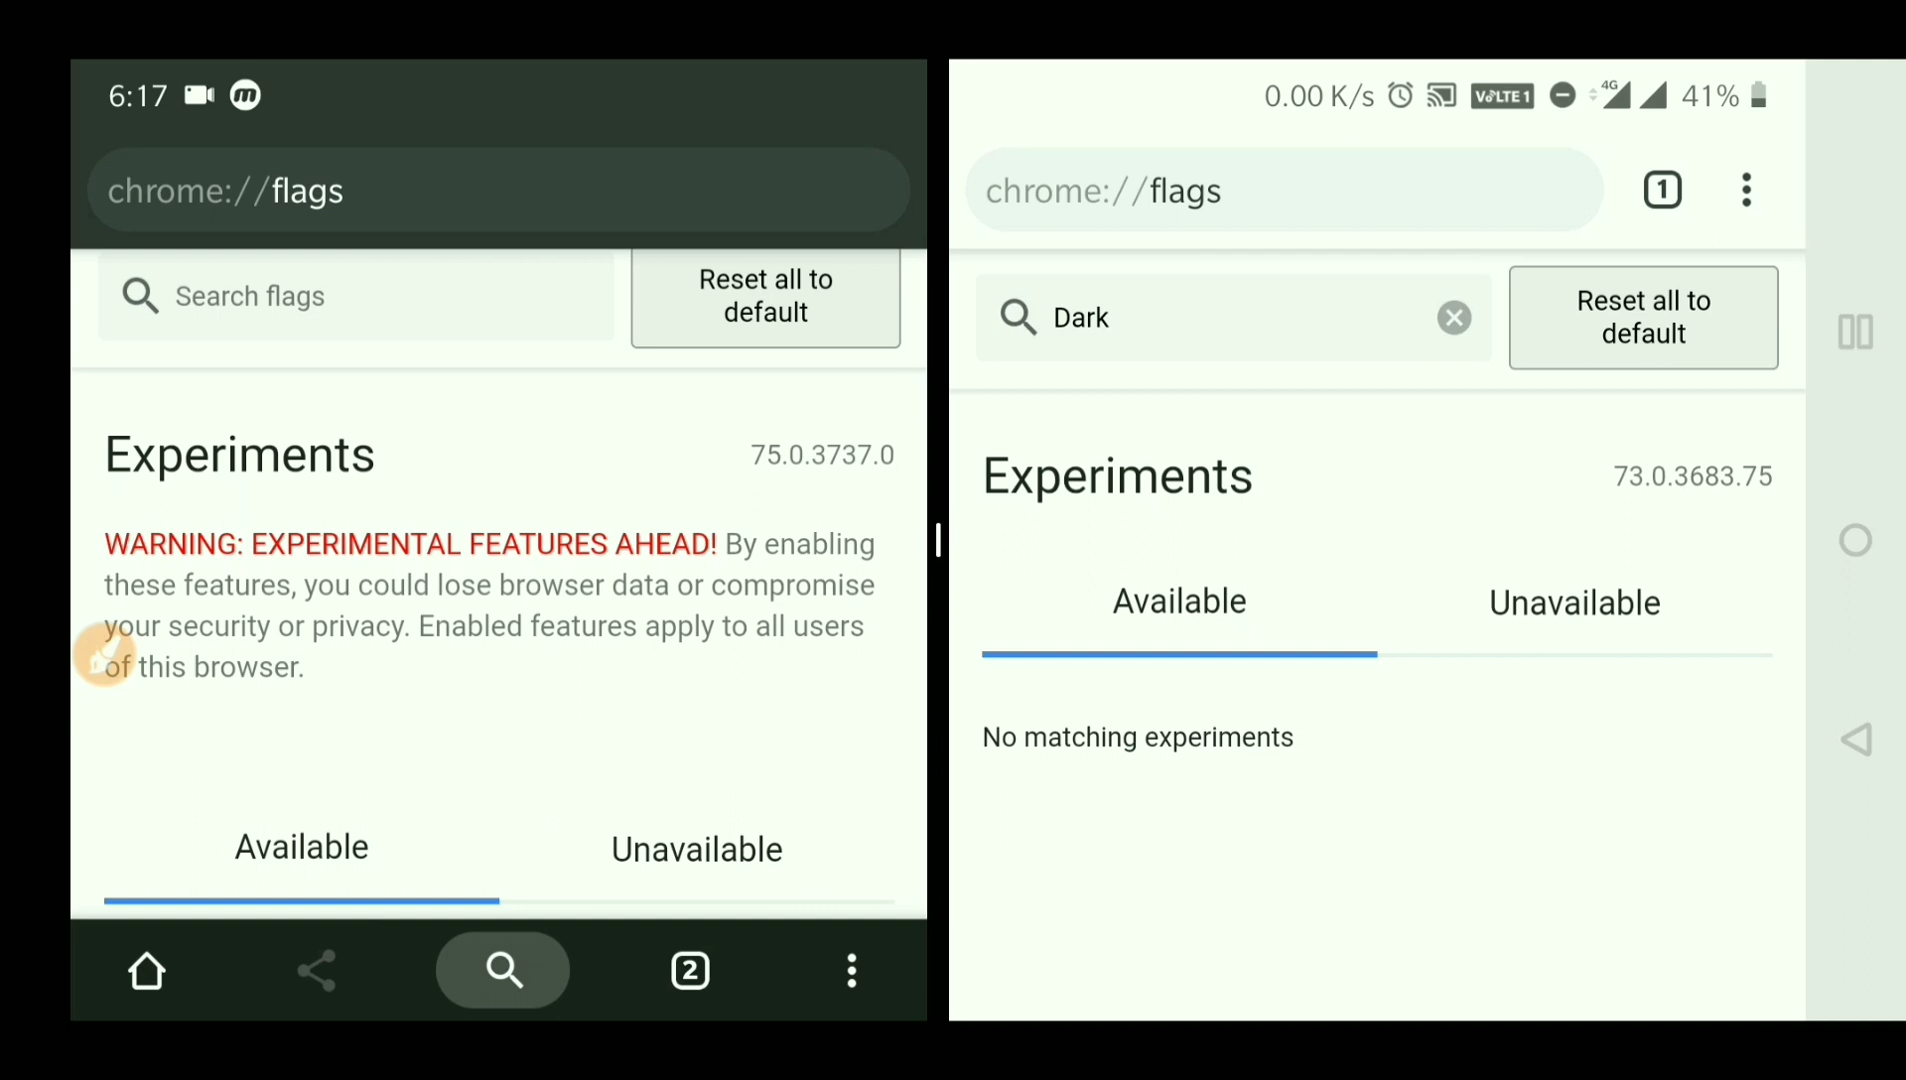 6:17
chrome://flags
Search flags
Reset all to
default
Experiments
75.0.3737.0
WARNING: EXPERIMENTAL FEATURES AHEAD! By enabling
these features, you could lose browser data or compromise
your security or privacy. Enabled features apply to all users
of this browser.
Available
Unavailable
2
0.00 K/s
VoLTE 1
4G
41%
chrome://flags
1
Dark
Reset all to
default
Experiments
73.0.3683.75
Available
Unavailable
No matching experiments